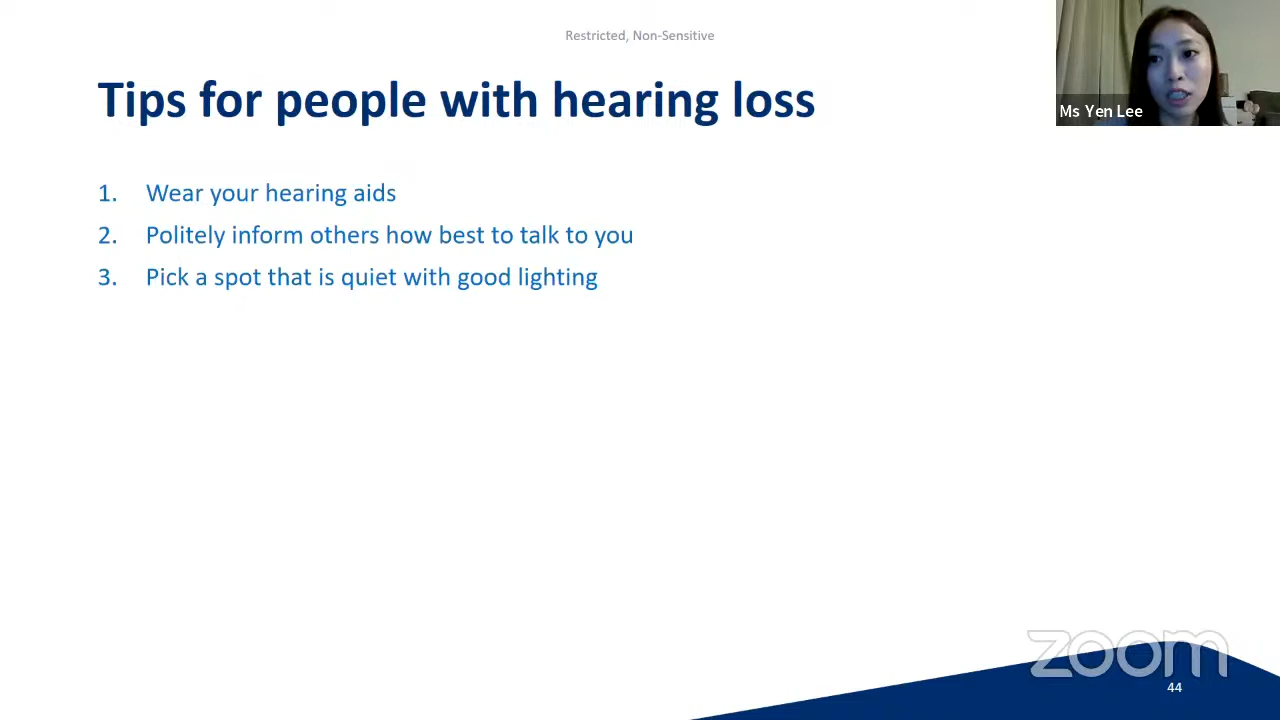 Restricted, Non-Sensitive
Tips for people with hearing loss
Ms Yen Lee
1. Wear your hearing aids
2. Politely inform others how best to talk to you
3. Pick a spot that is quiet with good lighting
zoom
44